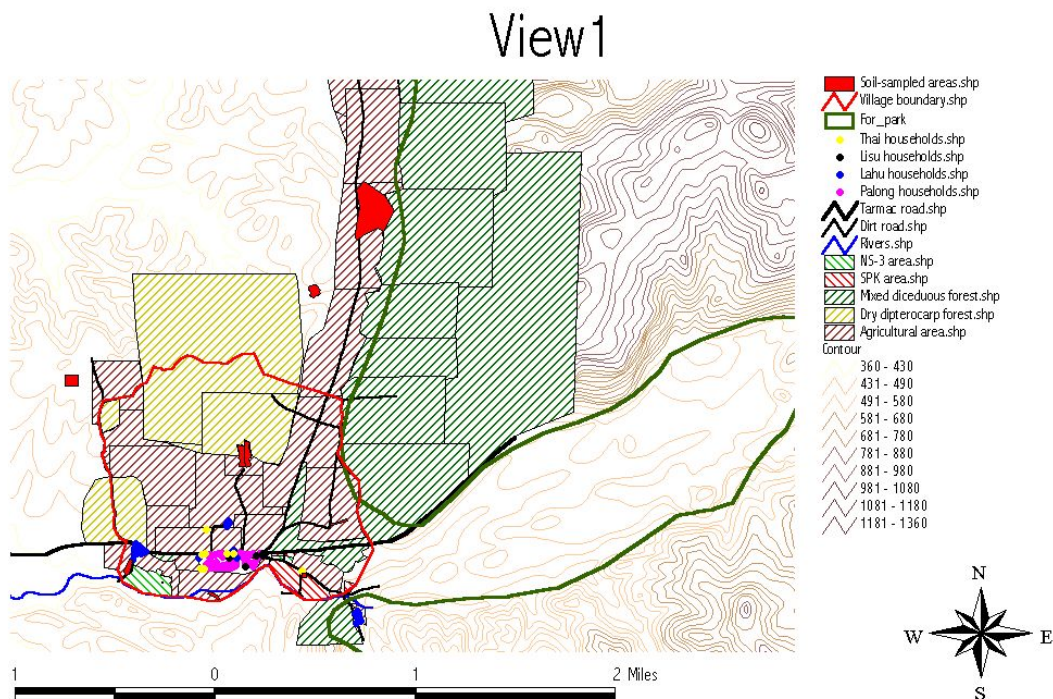 View1
Soil-sampled areas.shp
Village boundary.shp
For_park
Thai households.shp
Lisu households.shp
Lahu households.shp
Palong households.shp
Tarmac road.shp
Dirt road.shp
Rivers.shp
NS-3 area.shp
SPK area.shp
Mixed diceduous forest.shp
Dry dipterocarp forest.shp
Agricultural area.shp
Contour
360 - 430
431 - 490
491 - 580
581 - 680
681 - 780
781 - 880
881 - 980
981 - 1080
1081 - 1180
1181 - 1360
N
W E
S
1 0 1 2 Miles